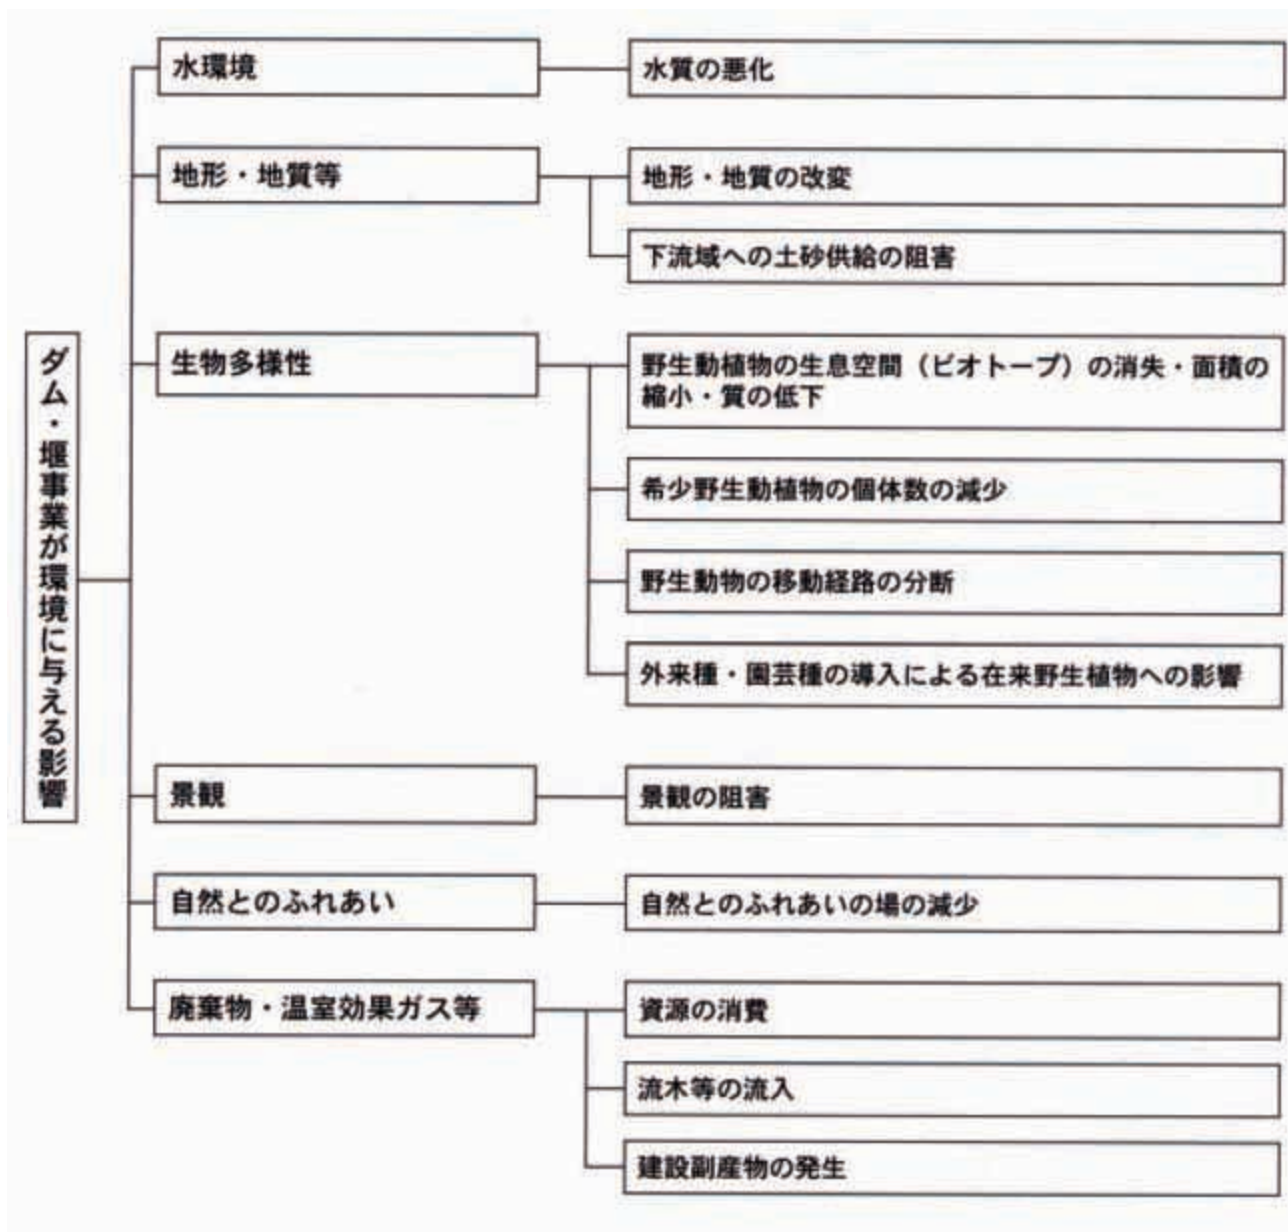 ダム・堰事業が環境に与える影響
水環境
水質の悪化
地形・地質等
地形・地質の改変
下流域への土砂供給の阻害
生物多様性
野生動植物の生息空間（ビオトープ）の消失・面積の
縮小・質の低下
希少野生動植物の個体数の減少
野生動物の移動経路の分断
外来種・園芸種の導入による在来野生植物への影響
景観
景観の阻害
自然とのふれあい
自然とのふれあいの場の減少
廃棄物・温室効果ガス等
資源の消費
流木等の流入
建設副産物の発生